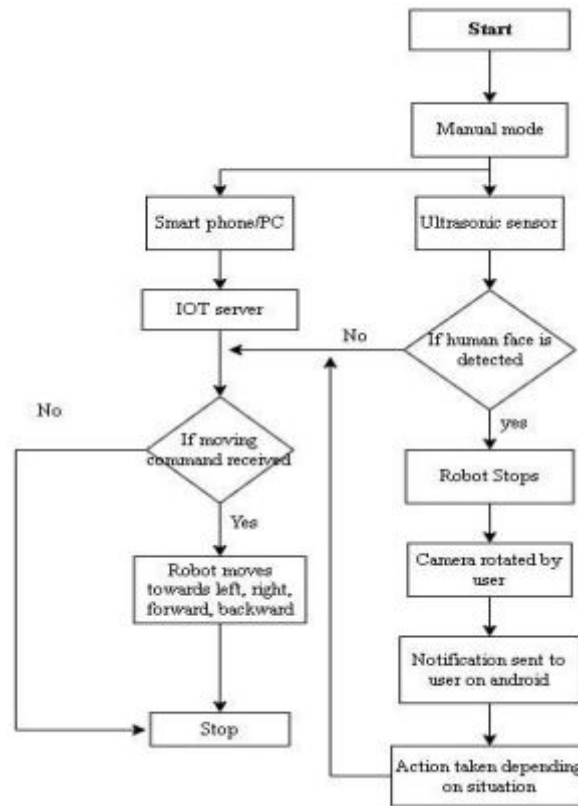 Start
Manual mode
Smart phone/PC
Ultrasonic sensor
IOT server
No
If human face is
detected
No
If moving
command received
yes
Yes
Robot Stops
Robot moves
towards left, right,
forward, backward
Camera rotated by
user
Notification sent to
user on android
Stop
Action taken depending
on situation